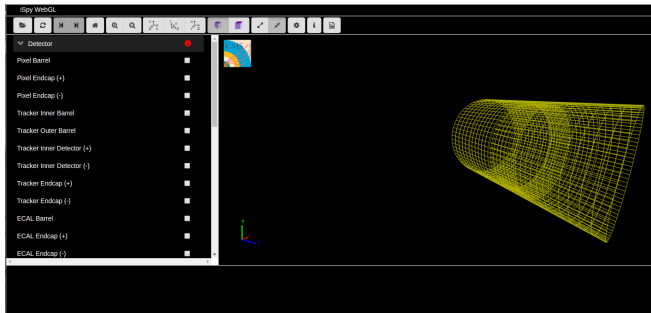 iSpy WebGL
Detector
CMS
Pixel Barrel
Pixel Endcap (+)
Pixel Endcap (-)
Tracker Inner Barrel
Tracker Outer Barrel
Tracker Inner Detector (+)
Tracker Inner Detector (-)
Tracker Endcap (+)
Tracker Endcap (-)
ECAL Barrel
ECAL Endcap (+)
ECAL Endcap (-)